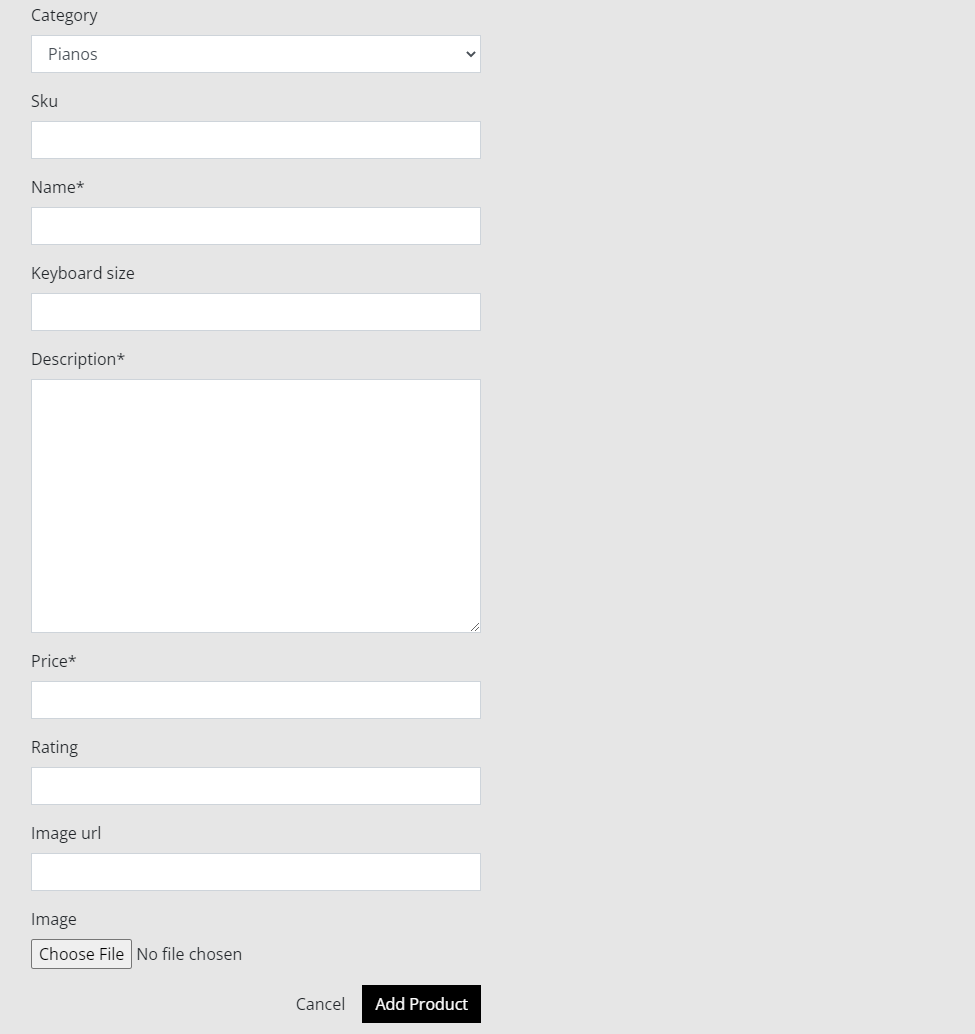 Category
Pianos
Sku
Name*
Keyboard size
Description*
Price*
Rating
Image url
Image
Choose File No file chosen
Cancel Add Product